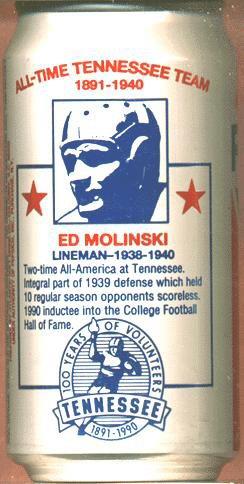 ALL-TIME TENNESSEE TEAM
1891-1940
ED MOLINSKI
LINEMAN–1938-1940
Two-time All-America at Tennessee.
Integral part of 1939 defense which held
10 regular season opponents scoreless.
1990 inductee into the College Football
Hall of Fame.
100 YEARS OF VOLUNTEERS
TENNESSEE
1891-1990